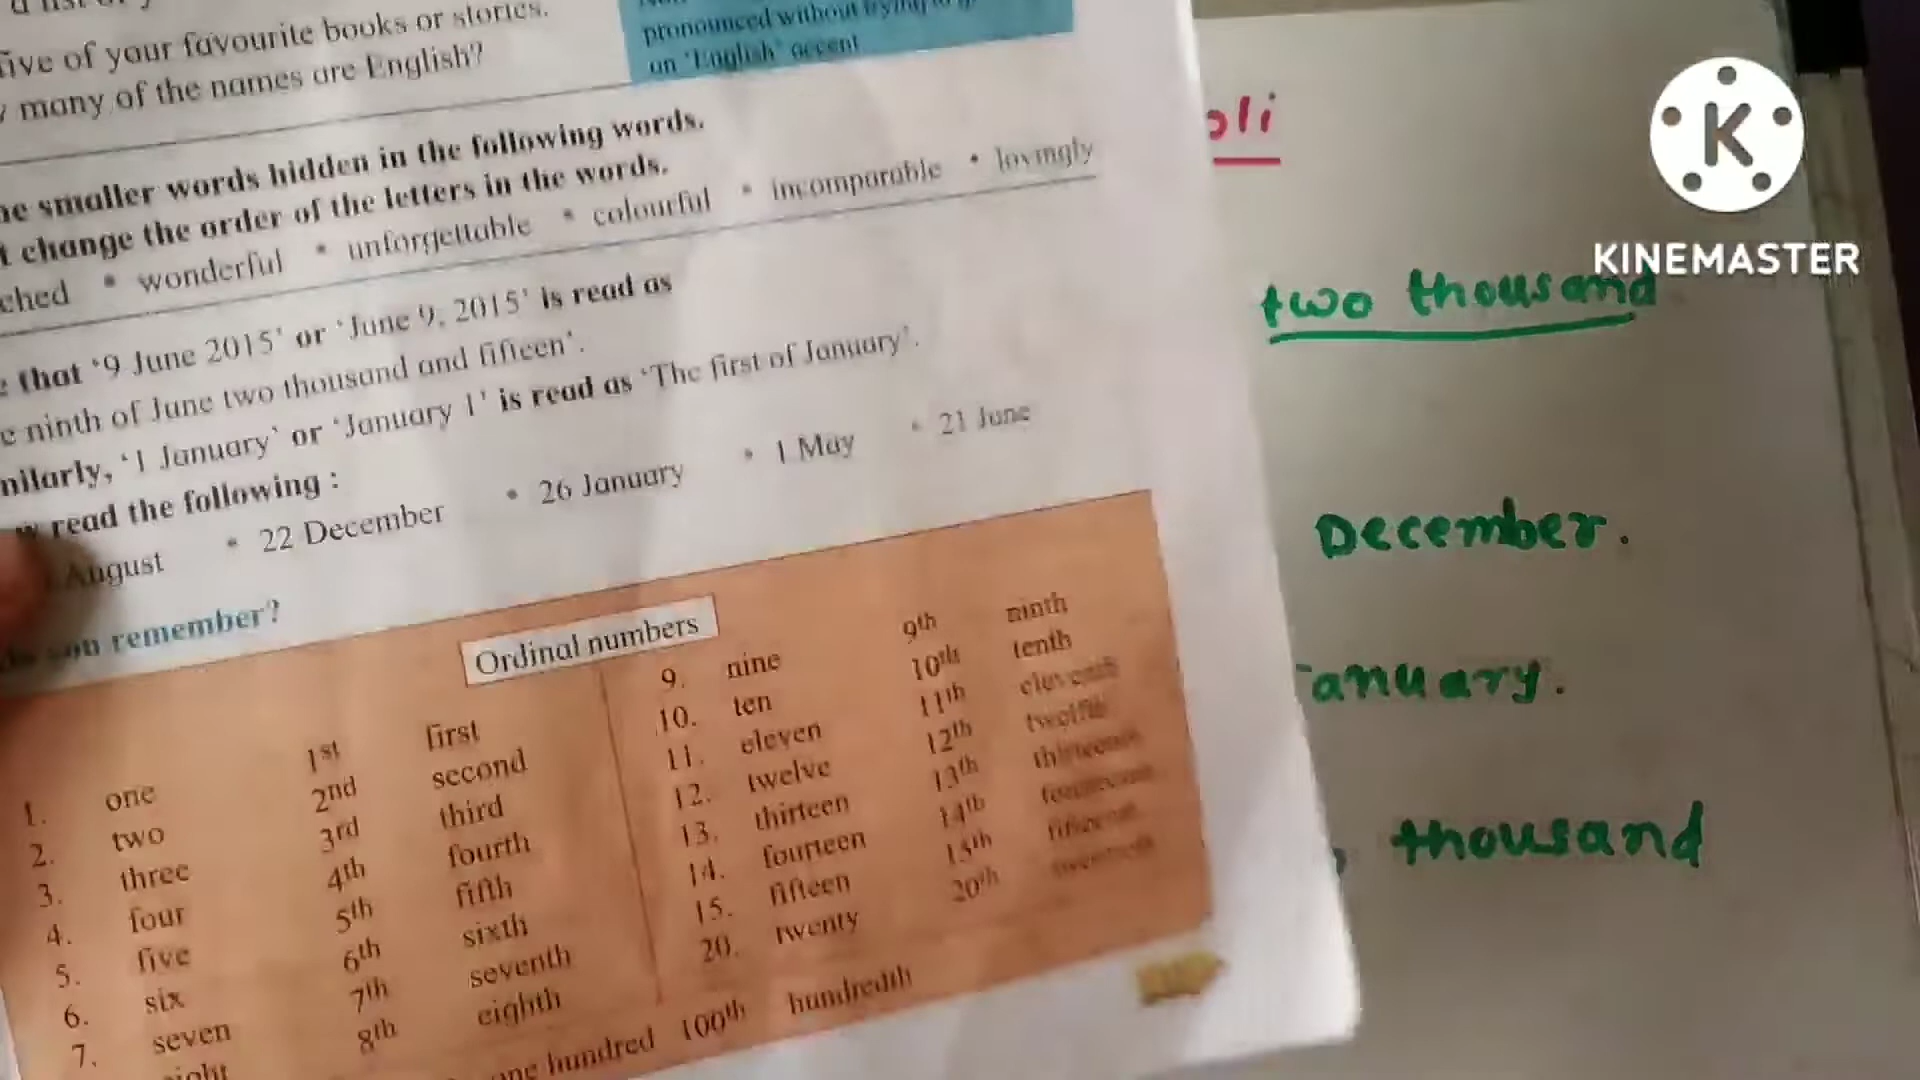 five of your favourite books or stories.
many of the names are English?
pronounced without trying to
an 'English' accent
smaller words hidden in the following words.
change the order of the letters in the words.
ched • wonderful • unforgettable • colourful • incomparable • lovingly
that '9 June 2015' or 'June 9, 2015' is read as
ninth of June two thousand and fifteen'.
nilarly, '1 January' or 'January 1' is read as 'The first of January'.
read the following :
August • 22 December • 26 January • 1 May • 21 June
you remember?
Ordinal numbers
1. one 1st first
2. two 2nd second
3. three 3rd third
4. four 4th fourth
5. five 5th fifth
6. six 6th sixth
7. seven 7th seventh
8th eighth
9. nine 9th ninth
10. ten 10th tenth
11. eleven 11th eleventh
12. twelve 12th twelfth
13. thirteen 13th thirteenth
14. fourteen 14th fourteenth
15. fifteen 15th fifteenth
20. twenty 20th twentieth
one hundred 100th hundredth
oli
two thousand
December.
anuary.
thousand
K
KINEMASTER